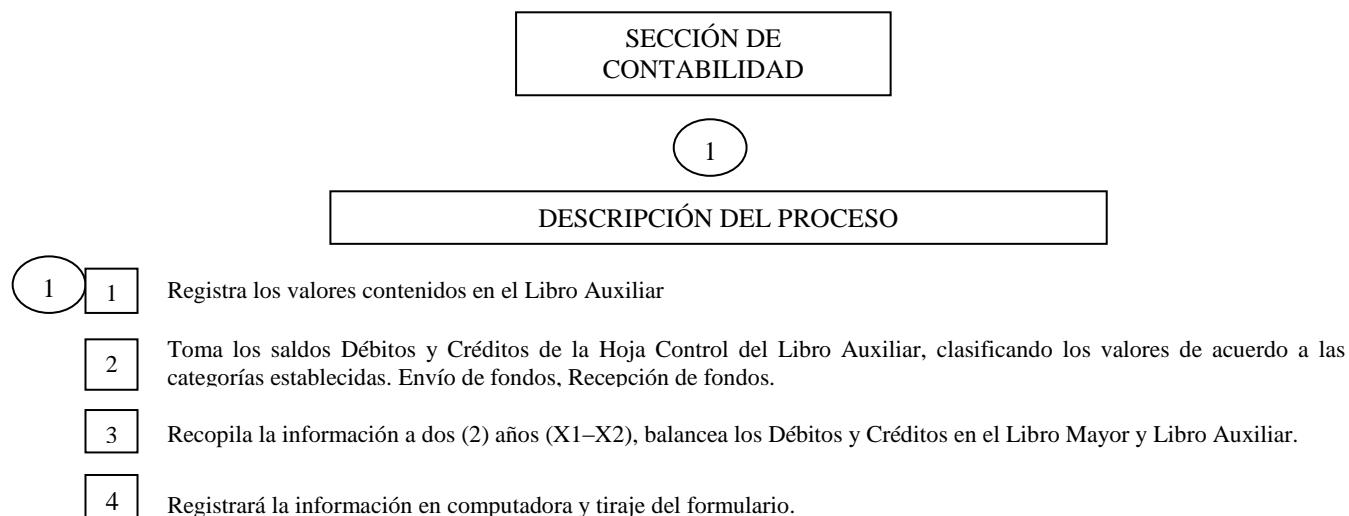 SECCIÓN DE
CONTABILIDAD
1
DESCRIPCIÓN DEL PROCESO
1 1 Registra los valores contenidos en el Libro Auxiliar
2 Toma los saldos Débitos y Créditos de la Hoja Control del Libro Auxiliar, clasificando los valores de acuerdo a las
categorías establecidas. Envío de fondos, Recepción de fondos.
3 Recopila la información a dos (2) años (X1–X2), balancea los Débitos y Créditos en el Libro Mayor y Libro Auxiliar.
4 Registrará la información en computadora y tiraje del formulario.